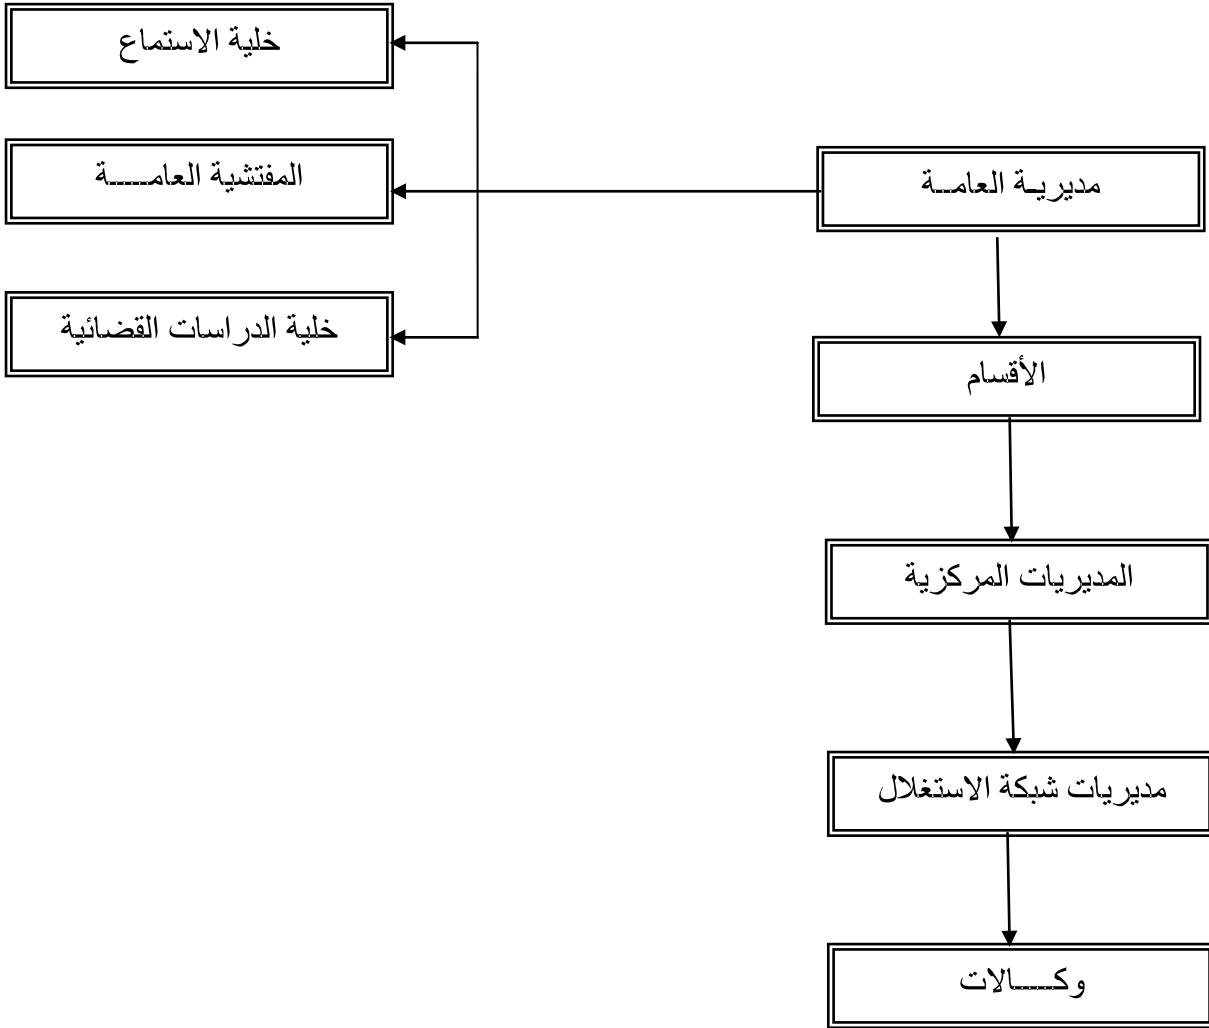 خلية الاستماع
مديريـة العامـة
المفتشية العامـــــة
خلية الدراسات القضائية
الأقسام
المديريات المركزية
مديريات شبكة الاستغلال
وكـــــالات